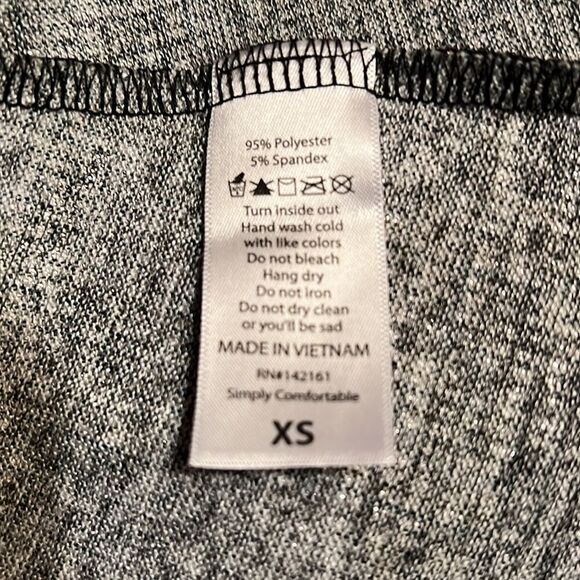 95% Polyester
5% Spandex
Turn inside out
Hand wash cold
with like colors
Do not bleach
Hang dry
Do not iron
Do not dry clean
or you'll be sad
MADE IN VIETNAM
RN#142161
Simply Comfortable
XS